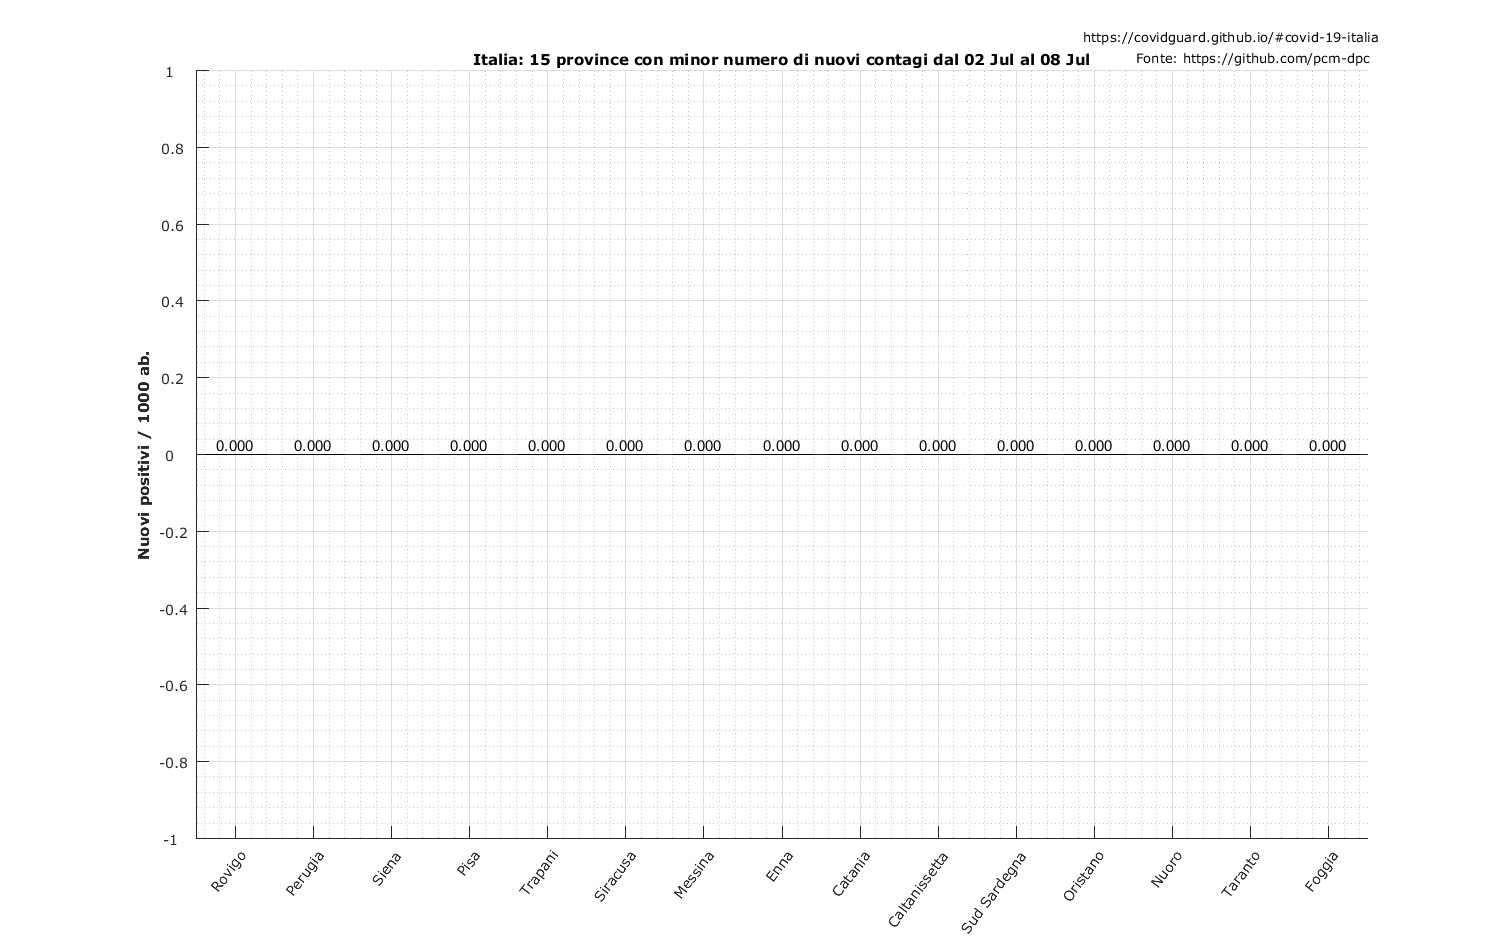 https://covidguard.github.io/#covid-19-italia
Italia: 15 province con minor numero di nuovi contagi dal 02 Jul al 08 Jul
Fonte: https://github.com/pcm-dpc
Nuovi positivi / 1000 ab.
1
0.8
0.6
0.4
0.2
0
-0.2
-0.4
-0.6
-0.8
-1
0.000 0.000 0.000 0.000 0.000 0.000 0.000 0.000 0.000 0.000 0.000 0.000 0.000 0.000 0.000
Rovigo
Perugia
Siena
Pisa
Trapani
Siracusa
Messina
Enna
Catania
Caltanissetta
Sud Sardegna
Oristano
Nuoro
Taranto
Foggia